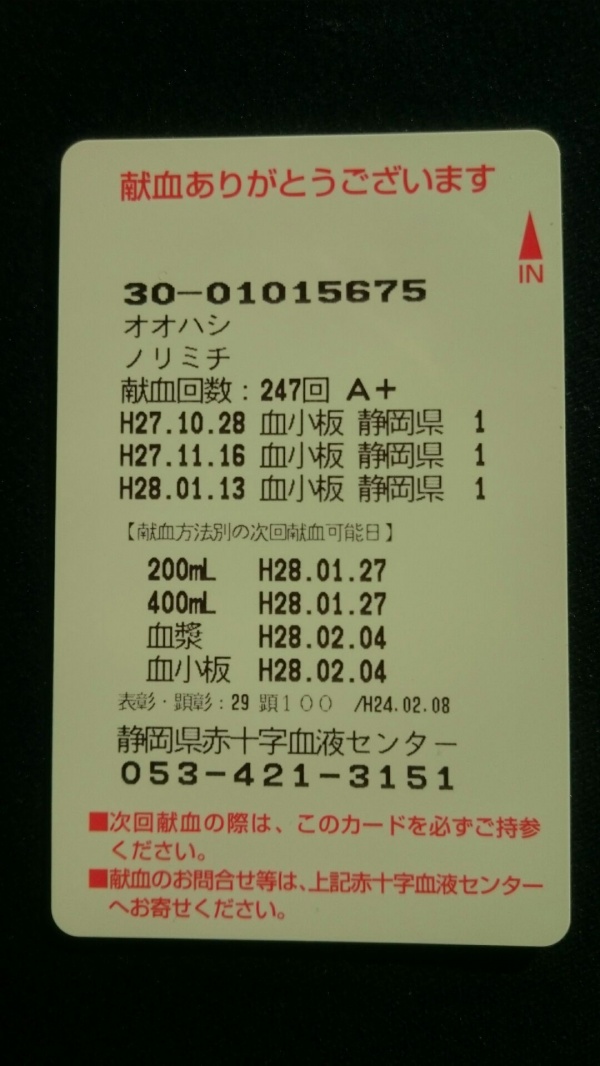 献血ありがとうございます
IN
30-01015675
オオハシ
ノリミチ
献血回数：247回 A+
H27.10.28 血小板 静岡県 1
H27.11.16 血小板 静岡県 1
H28.01.13 血小板 静岡県 1
【献血方法別の次回献血可能日】
200mL H28.01.27
400mL H28.01.27
血漿 H28.02.04
血小板 H28.02.04
表彰・顕彰：29 顕100 /H24.02.08
静岡県赤十字血液センター
053-421-3151
■次回献血の際は、このカードを必ずご持参
ください。
■献血のお問合せ等は、上記赤十字血液センター
へお寄せください。